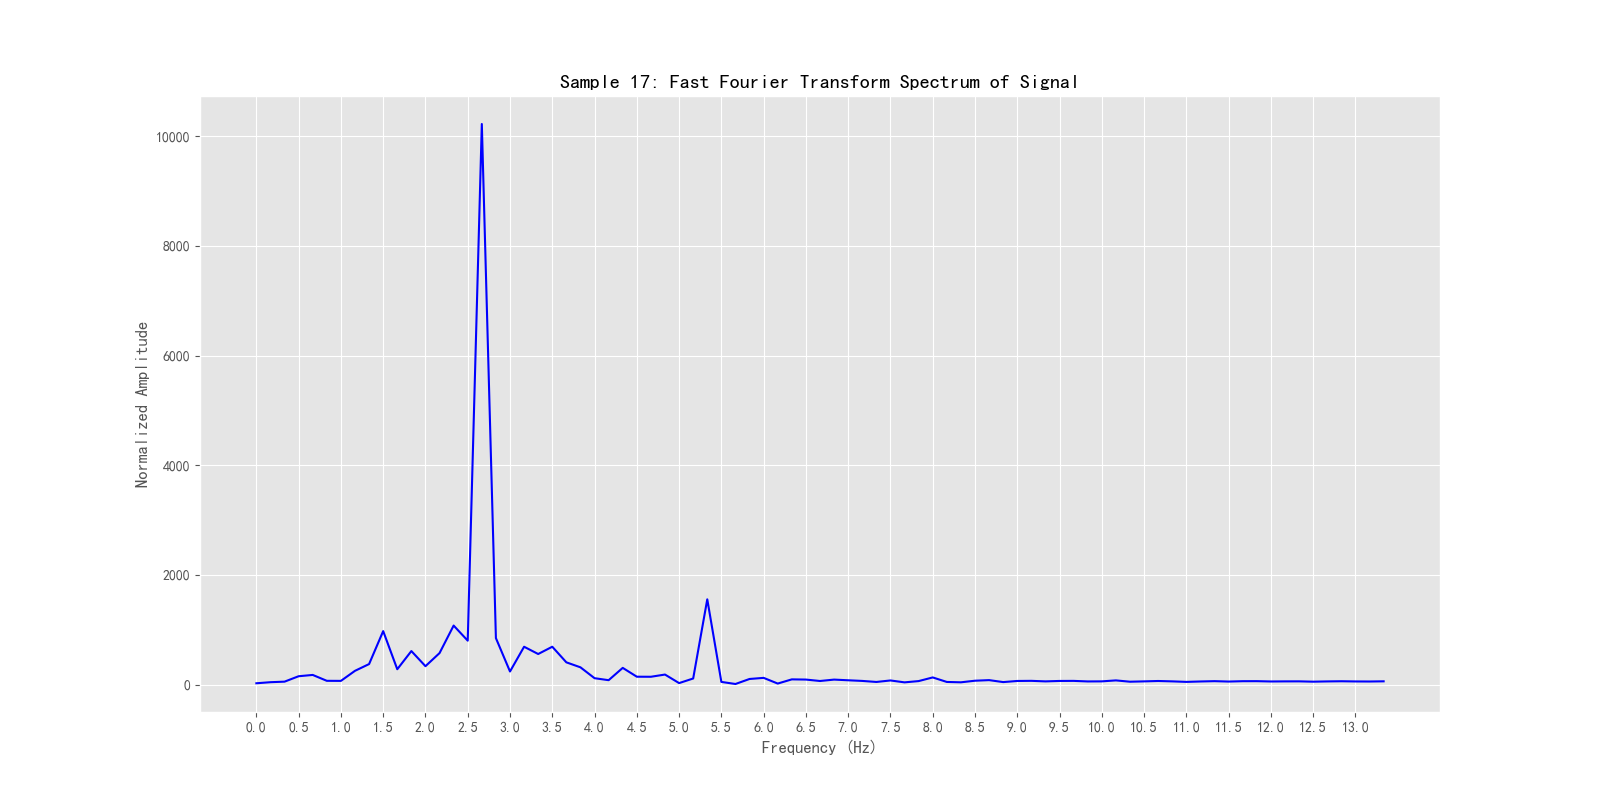 Sample 17: Fast Fourier Transform Spectrum of Signal
10000
8000
6000
4000
2000
0
Normalized Amplitude
0.0 0.5 1.0 1.5 2.0 2.5 3.0 3.5 4.0 4.5 5.0 5.5 6.0 6.5 7.0 7.5 8.0 8.5 9.0 9.5 10.0 10.5 11.0 11.5 12.0 12.5 13.0
Frequency (Hz)